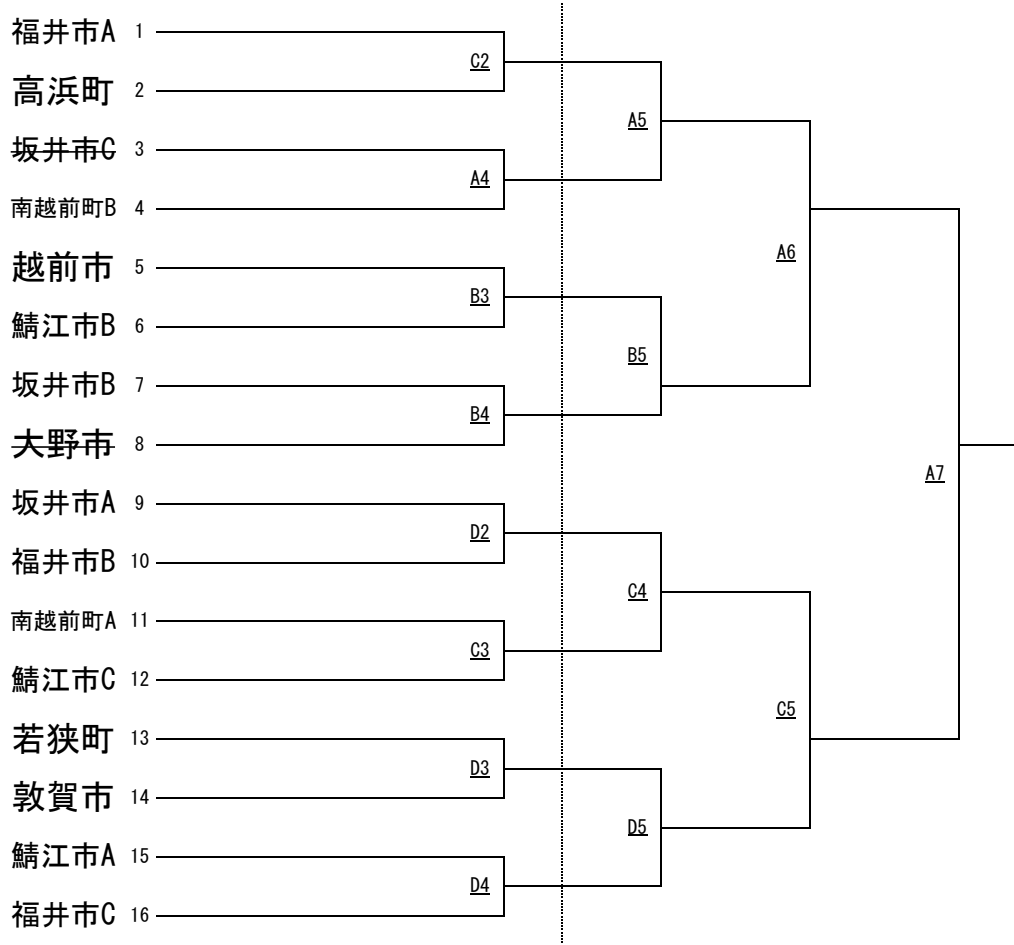 福井市A 1
C2
高浜町 2
A5
坂井市C 3
A4
南越前町B 4
A6
越前市 5
B3
鯖江市B 6
B5
坂井市B 7
B4
大野市 8
A7
坂井市A 9
D2
福井市B 10
C4
南越前町A 11
C3
鯖江市C 12
C5
若狭町 13
D3
敦賀市 14
D5
鯖江市A 15
D4
福井市C 16